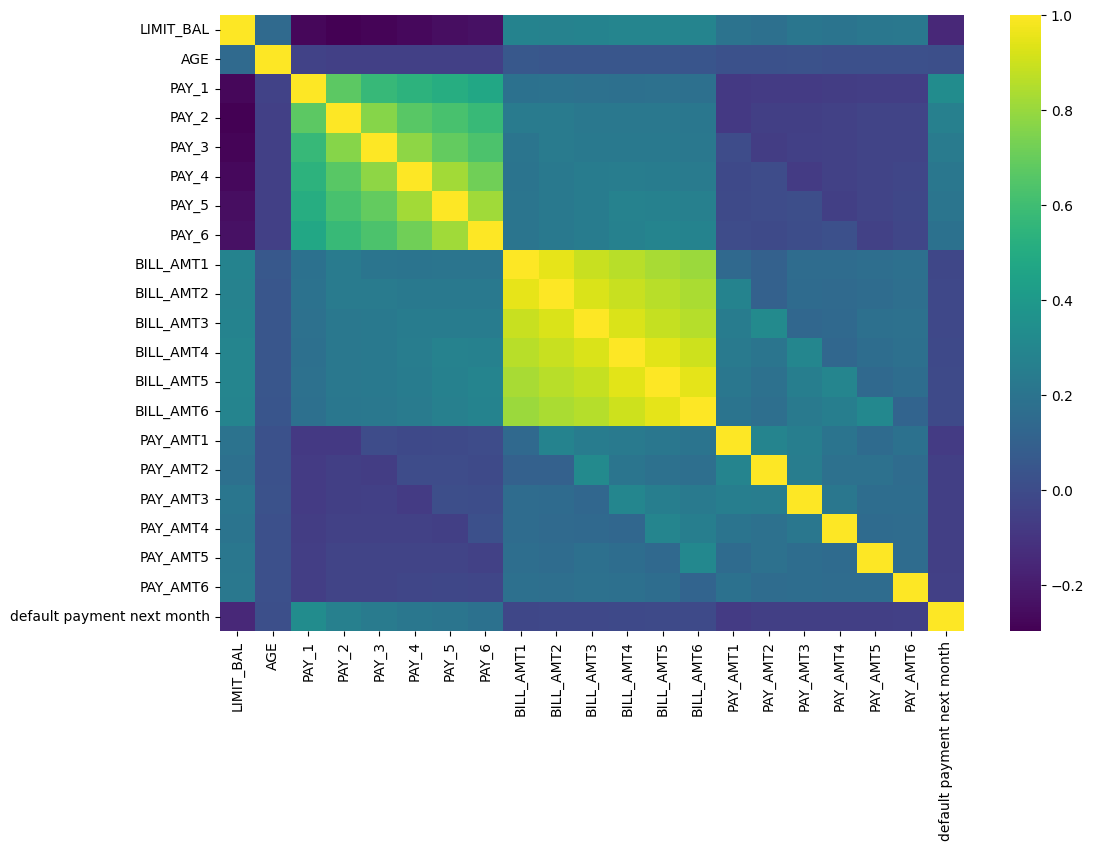 LIMIT_BAL
AGE
PAY_1
PAY_2
PAY_3
PAY_4
PAY_5
PAY_6
BILL_AMT1
BILL_AMT2
BILL_AMT3
BILL_AMT4
BILL_AMT5
BILL_AMT6
PAY_AMT1
PAY_AMT2
PAY_AMT3
PAY_AMT4
PAY_AMT5
PAY_AMT6
default payment next month
LIMIT_BAL
AGE
PAY_1
PAY_2
PAY_3
PAY_4
PAY_5
PAY_6
BILL_AMT1
BILL_AMT2
BILL_AMT3
BILL_AMT4
BILL_AMT5
BILL_AMT6
PAY_AMT1
PAY_AMT2
PAY_AMT3
PAY_AMT4
PAY_AMT5
PAY_AMT6
default payment next month
1.0
0.8
0.6
0.4
0.2
0.0
−0.2